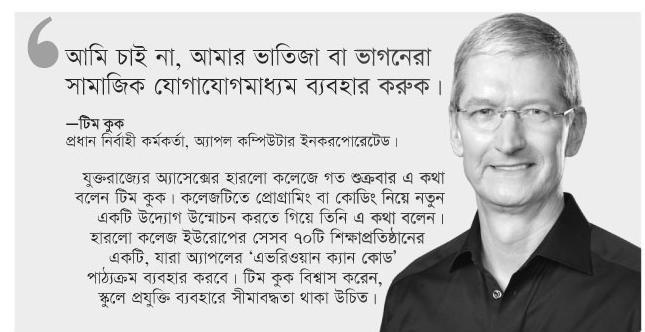 ‘
আমি চাই না, আমার ভাতিজা বা ভাগনেরা
সামাজিক যোগাযোগমাধ্যম ব্যবহার করুক।
—টিম কুক
প্রধান নির্বাহী কর্মকর্তা, অ্যাপল কম্পিউটার ইনকরপোরেটেড।
যুক্তরাজ্যের অ্যাসেক্সের হারলো কলেজে গত শুক্রবার এ কথা
বলেন টিম কুক। কলেজটিতে প্রোগ্রামিং বা কোডিং নিয়ে নতুন
একটি উদ্যোগ উন্মোচন করতে গিয়ে তিনি এ কথা বলেন।
হারলো কলেজ ইউরোপের সেসব ৭০টি শিক্ষাপ্রতিষ্ঠানের
একটি, যারা অ্যাপলের ‘এভরিওয়ান ক্যান কোড’
পাঠ্যক্রম ব্যবহার করবে। টিম কুক বিশ্বাস করেন,
স্কুলে প্রযুক্তি ব্যবহারে সীমাবদ্ধতা থাকা উচিত।